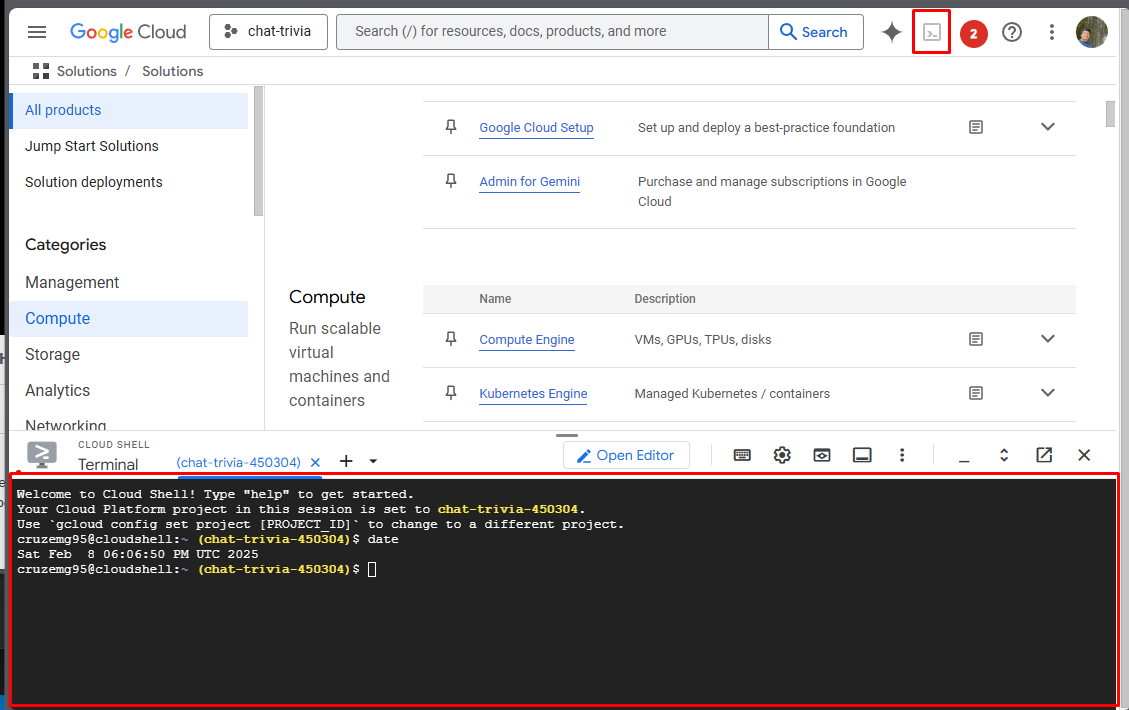 Google Cloud
chat-trivia
Search (/) for resources, docs, products, and more
Search
2
Solutions / Solutions
All products
Jump Start Solutions
Solution deployments
Categories
Management
Compute
Storage
Analytics
Networking
Google Cloud Setup
Set up and deploy a best-practice foundation
Admin for Gemini
Purchase and manage subscriptions in Google
Cloud
Compute
Run scalable
virtual
machines and
containers
Name Description
Compute Engine VMs, GPUs, TPUs, disks
Kubernetes Engine Managed Kubernetes / containers
CLOUD SHELL
Terminal
(chat-trivia-450304)
Open Editor
Welcome to Cloud Shell! Type "help" to get started.
Your Cloud Platform project in this session is set to chat-trivia-450304.
Use `gcloud config set project [PROJECT_ID]` to change to a different project.
cruzemg95@cloudshell:~ (chat-trivia-450304)$ date
Sat Feb  8 06:06:50 PM UTC 2025
cruzemg95@cloudshell:~ (chat-trivia-450304)$